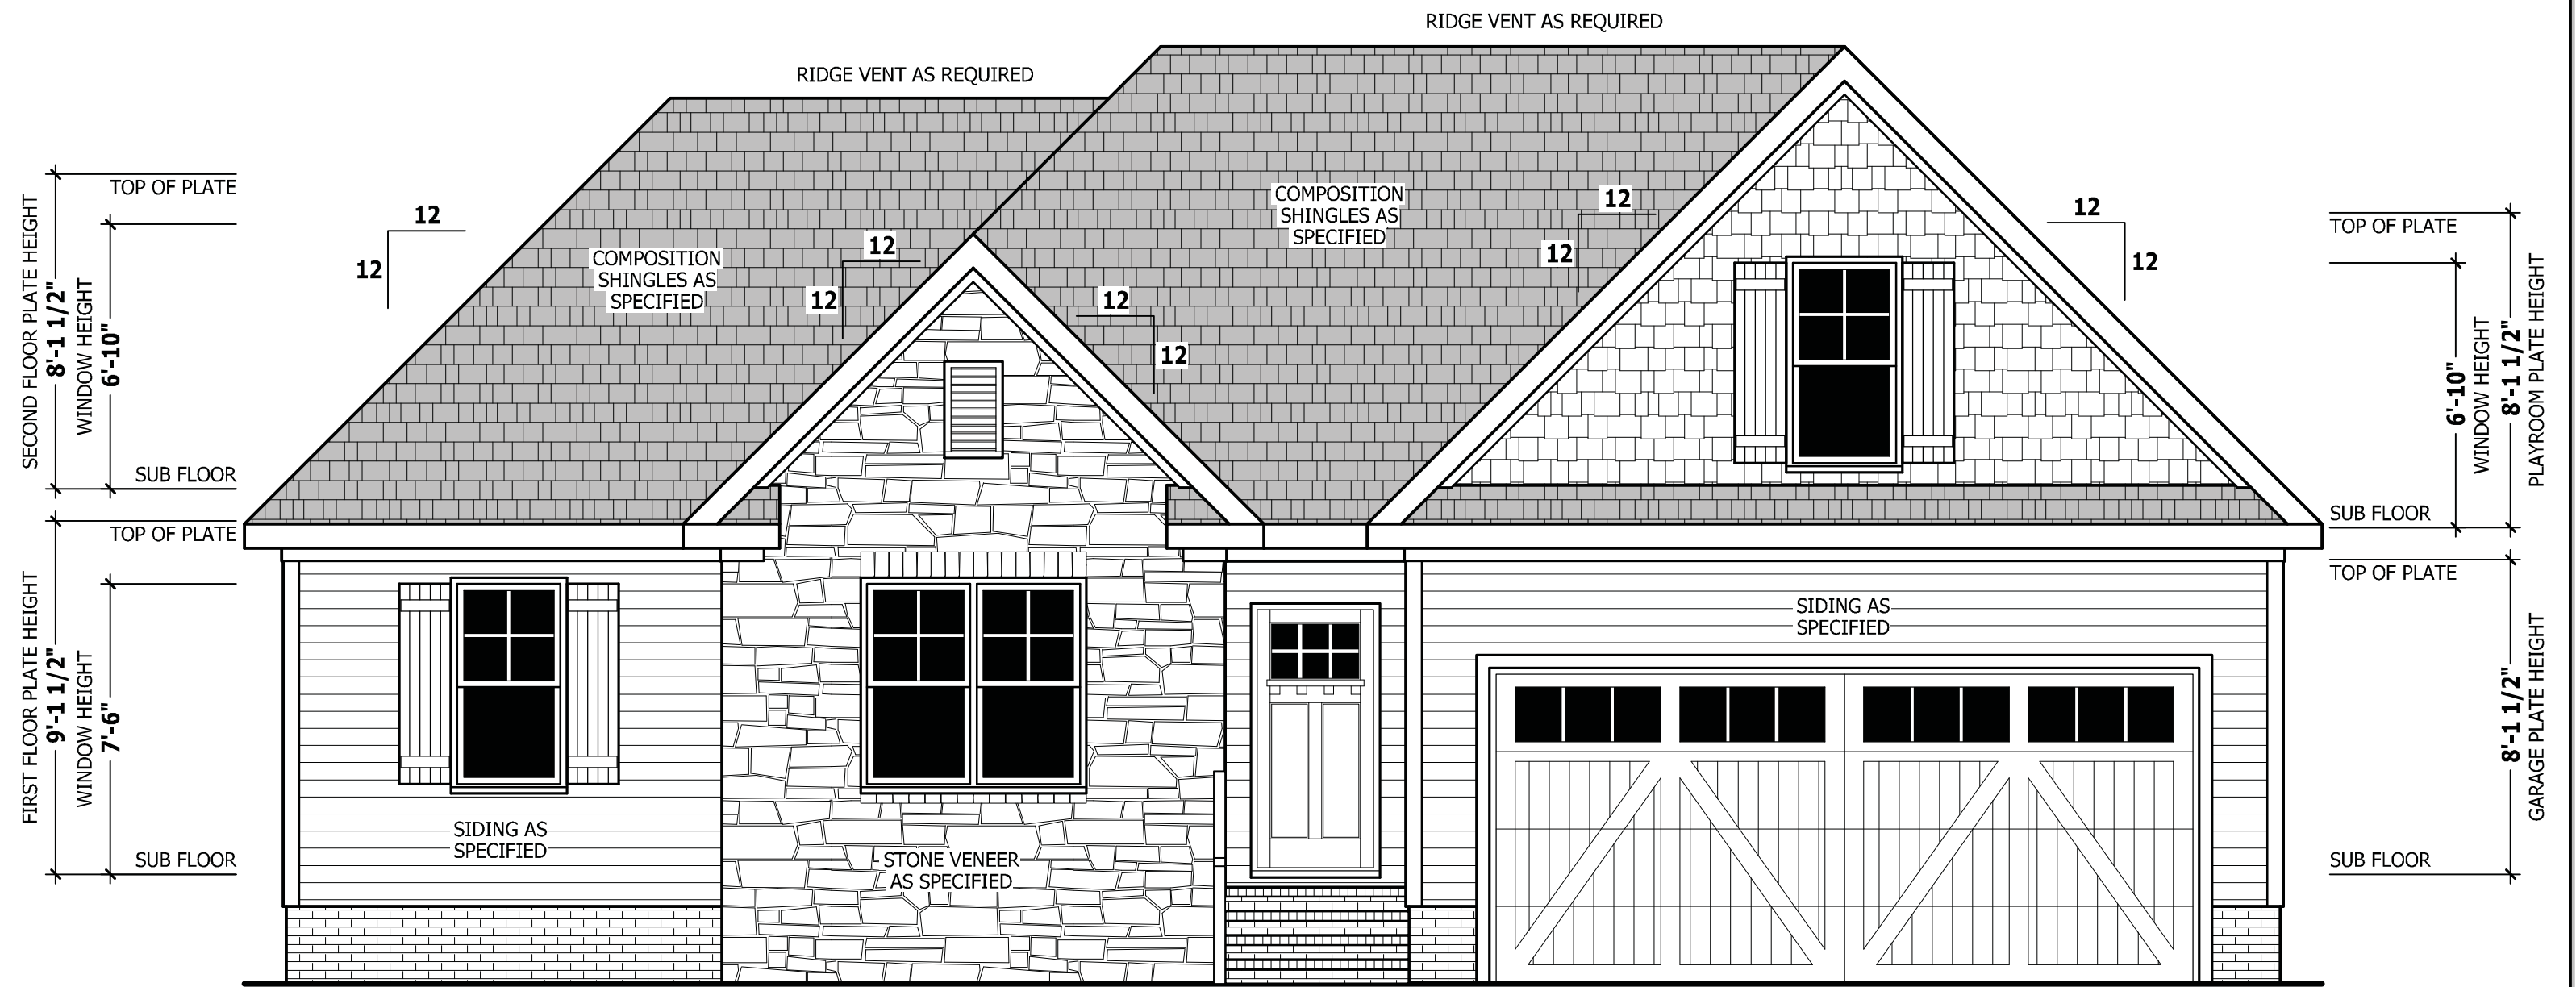 RIDGE VENT AS REQUIRED
RIDGE VENT AS REQUIRED
TOP OF PLATE
SECOND FLOOR PLATE HEIGHT
8'-1 1/2"
WINDOW HEIGHT
6'-10"
SUB FLOOR
12
12
COMPOSITION
SHINGLES AS
SPECIFIED
12
12
12
12
COMPOSITION
SHINGLES AS
SPECIFIED
12
12
12
12
TOP OF PLATE
6'-10"
WINDOW HEIGHT
8'-1 1/2"
PLAYROOM PLATE HEIGHT
SUB FLOOR
TOP OF PLATE
FIRST FLOOR PLATE HEIGHT
9'-1 1/2"
WINDOW HEIGHT
7'-6"
SUB FLOOR
SIDING AS
SPECIFIED
STONE VENEER
AS SPECIFIED
SIDING AS
SPECIFIED
TOP OF PLATE
8'-1 1/2"
GARAGE PLATE HEIGHT
SUB FLOOR